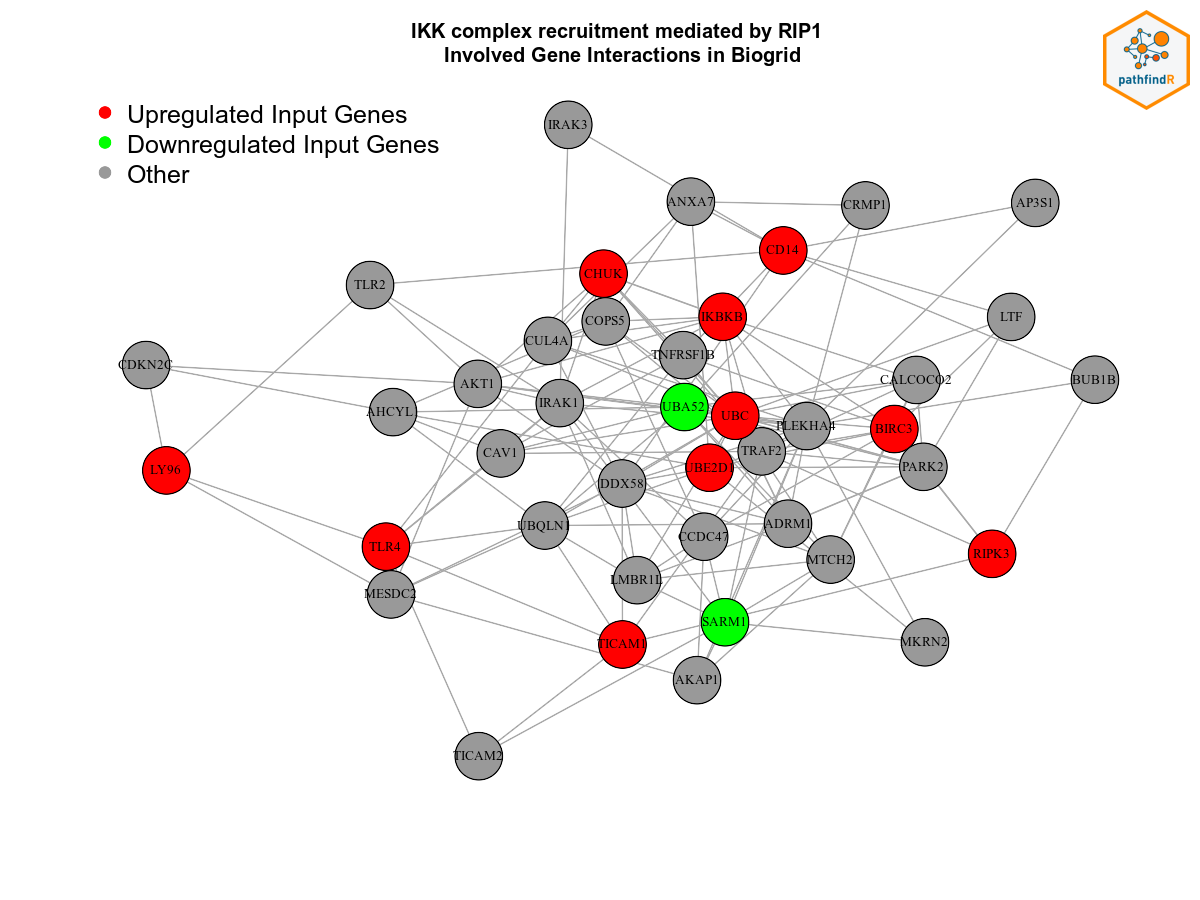 IKK complex recruitment mediated by RIP1
Involved Gene Interactions in Biogrid
pathfindR
Upregulated Input Genes
Downregulated Input Genes
Other
IRAK3
ANXA7
CRMP1
AP3S1
CD14
CHUK
TLR2
IKBKB
LTF
COPS5
CUL4A
TNFRSF1B
CDKN2C
AKT1
CALCOCO2
BUB1B
IRAK1
UBA52
AHCYL
UBC
PLEKHA4
BIRC3
CAV1
TRAF2
LY96
UBE2D1
PARK2
DDX58
UBQLN1
ADRM1
CCDC47
TLR4
RIPK3
MTCH2
LMBR1L
MESDC2
SARM1
TICAM1
MKRN2
AKAP1
TICAM2